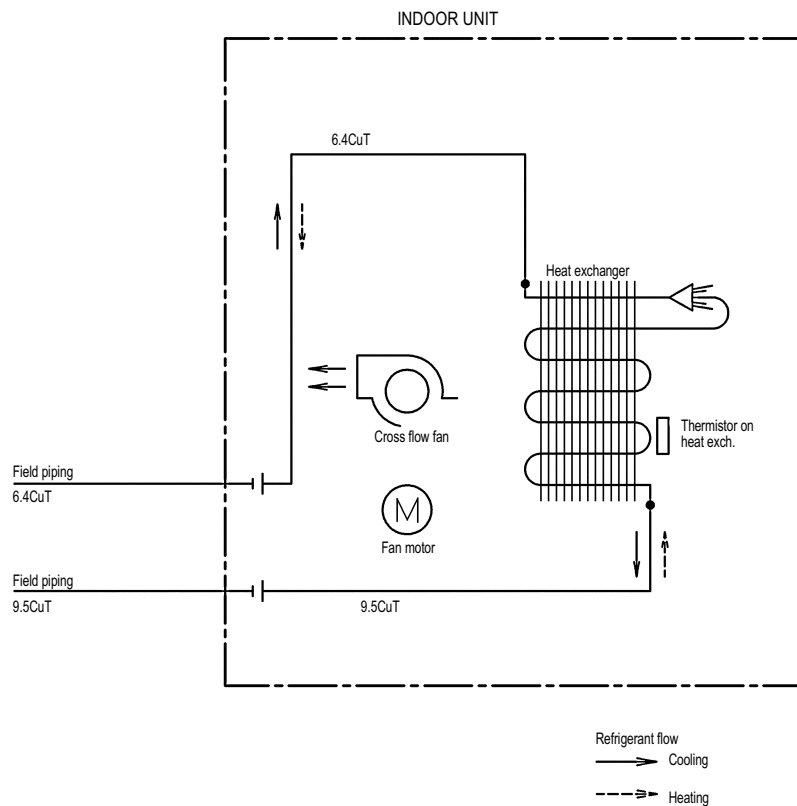 INDOOR UNIT
6.4CuT
Heat exchanger
Thermistor on
heat exch.
Cross flow fan
Field piping
6.4CuT
M
Fan motor
Field piping
9.5CuT
9.5CuT
Refrigerant flow
Cooling
Heating